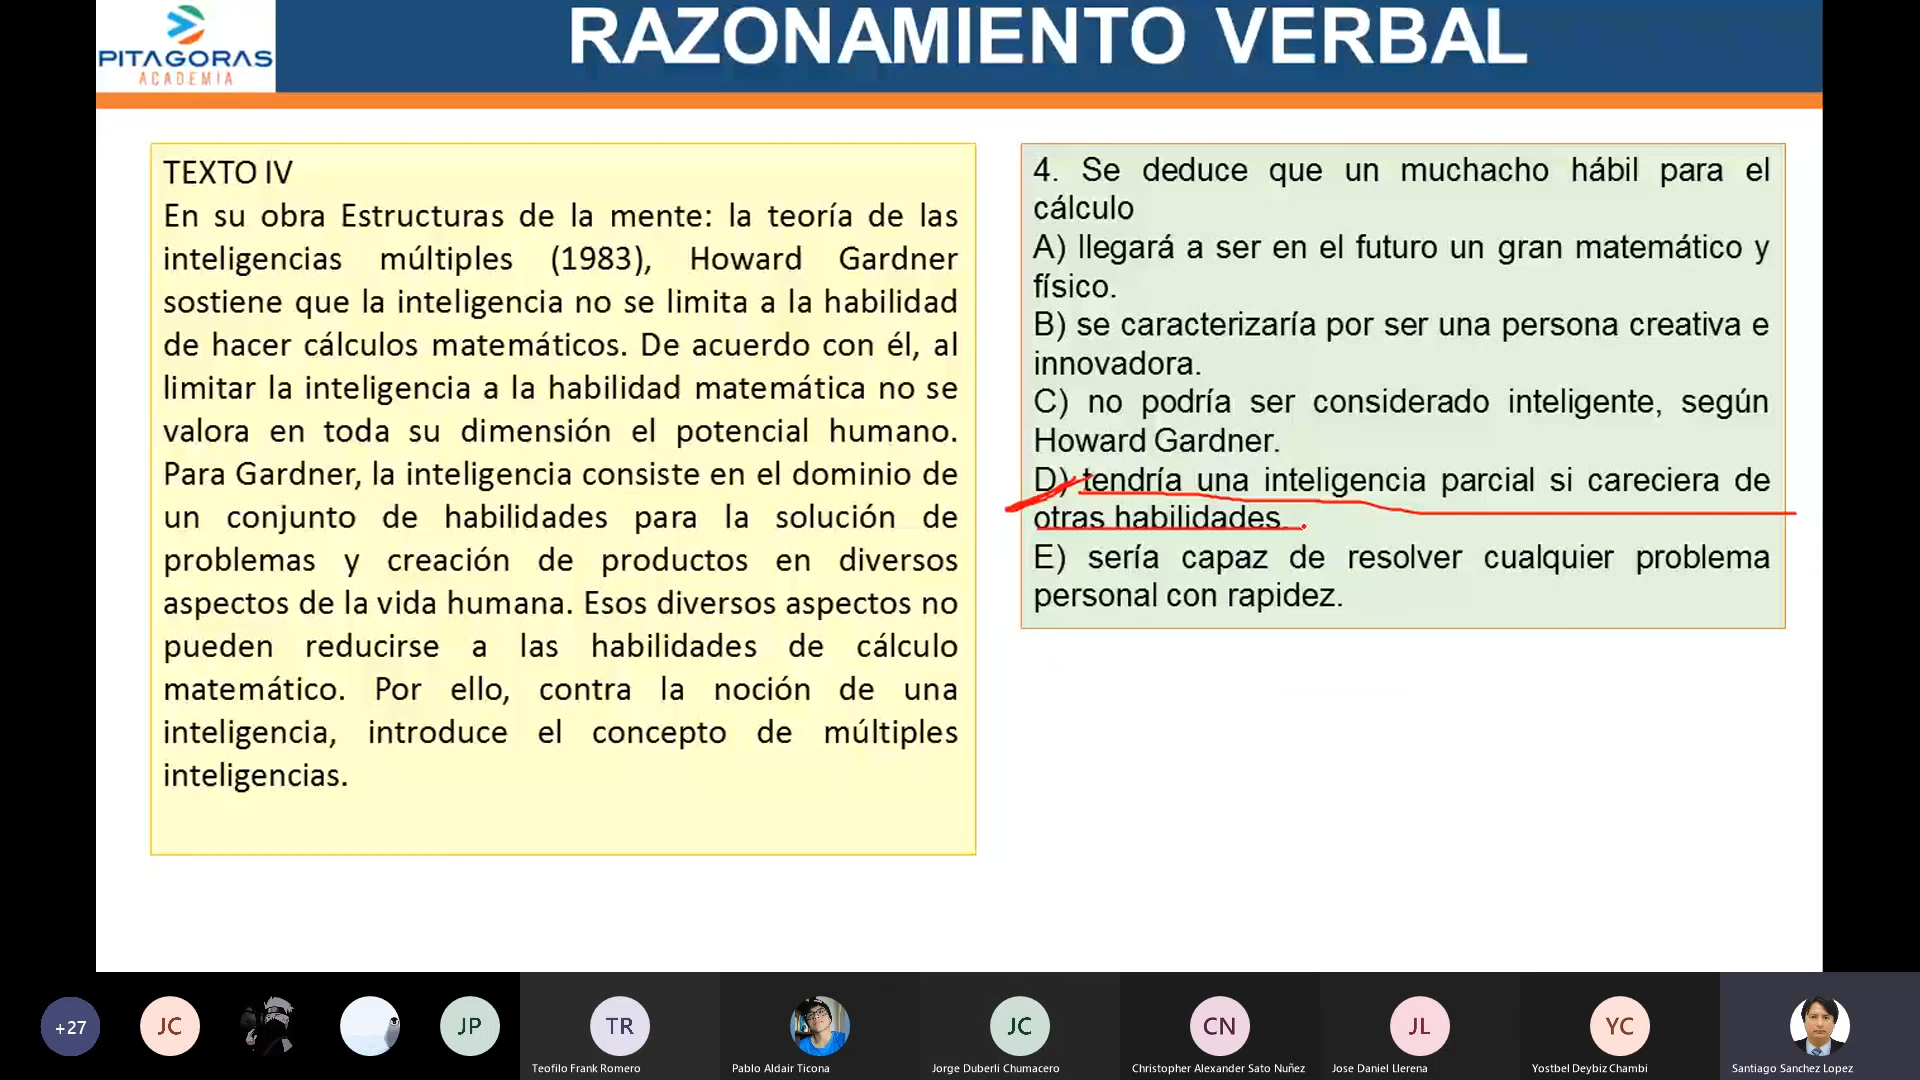 PITAGORAS
ACADEMIA
RAZONAMIENTO VERBAL
TEXTO IV
En su obra Estructuras de la mente: la teoría de las
inteligencias múltiples (1983), Howard Gardner
sostiene que la inteligencia no se limita a la habilidad
de hacer cálculos matemáticos. De acuerdo con él, al
limitar la inteligencia a la habilidad matemática no se
valora en toda su dimensión el potencial humano.
Para Gardner, la inteligencia consiste en el dominio de
un conjunto de habilidades para la solución de
problemas y creación de productos en diversos
aspectos de la vida humana. Esos diversos aspectos no
pueden reducirse a las habilidades de cálculo
matemático. Por ello, contra la noción de una
inteligencia, introduce el concepto de múltiples
inteligencias.
4. Se deduce que un muchacho hábil para el
cálculo
A) llegará a ser en el futuro un gran matemático y
físico.
B) se caracterizaría por ser una persona creativa e
innovadora.
C) no podría ser considerado inteligente, según
Howard Gardner.
D) tendría una inteligencia parcial si careciera de
otras habilidades.
E) sería capaz de resolver cualquier problema
personal con rapidez.
+27
JC
JP
TR
JC
CN
JL
YC
Teofilo Frank Romero
Pablo Aldair Ticona
Jorge Duberli Chumacero
Christopher Alexander Sato Nuñez
Jose Daniel Llerena
Yostbel Deybiz Chambi
Santiago Sanchez Lopez